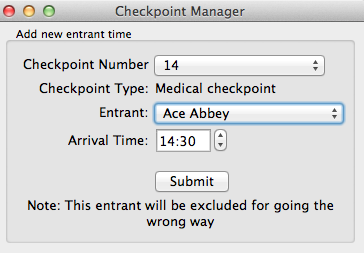 Checkpoint Manager
Add new entrant time
Checkpoint Number 14
Checkpoint Type: Medical checkpoint
Entrant: Ace Abbey
Arrival Time: 14:30
Submit
Note: This entrant will be excluded for going the
wrong way